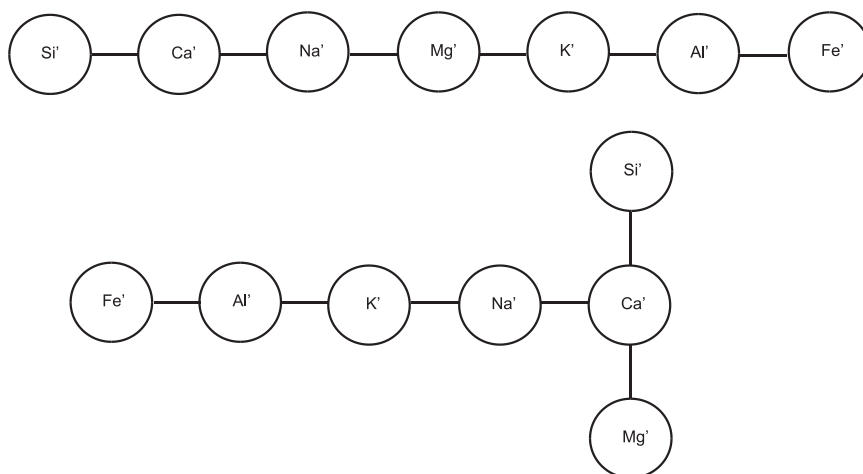 Si’ Ca’ Na’ Mg’ K’ Al’ Fe’
Si’
Fe’ Al’ K’ Na’ Ca’
Mg’